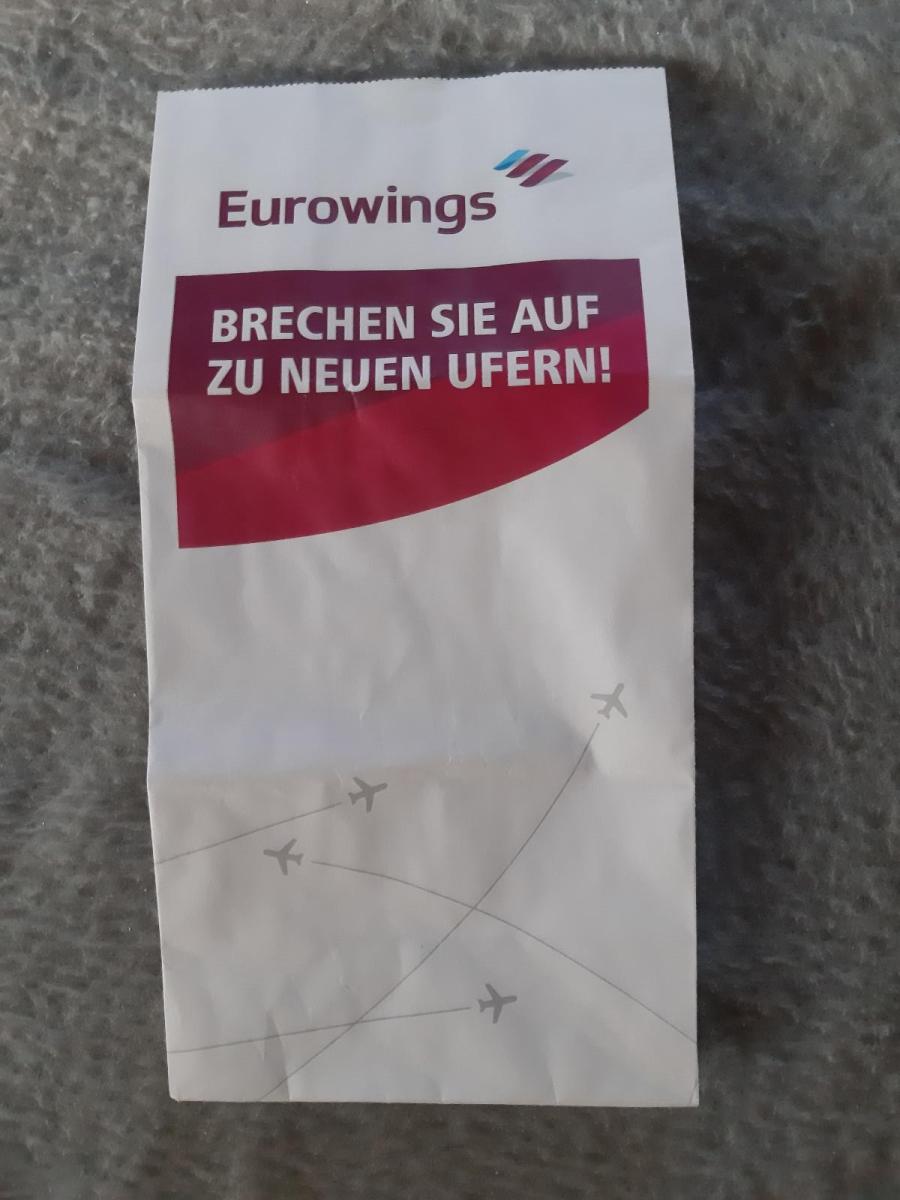 Eurowings
BRECHEN SIE AUF
ZU NEUEN UFERN!